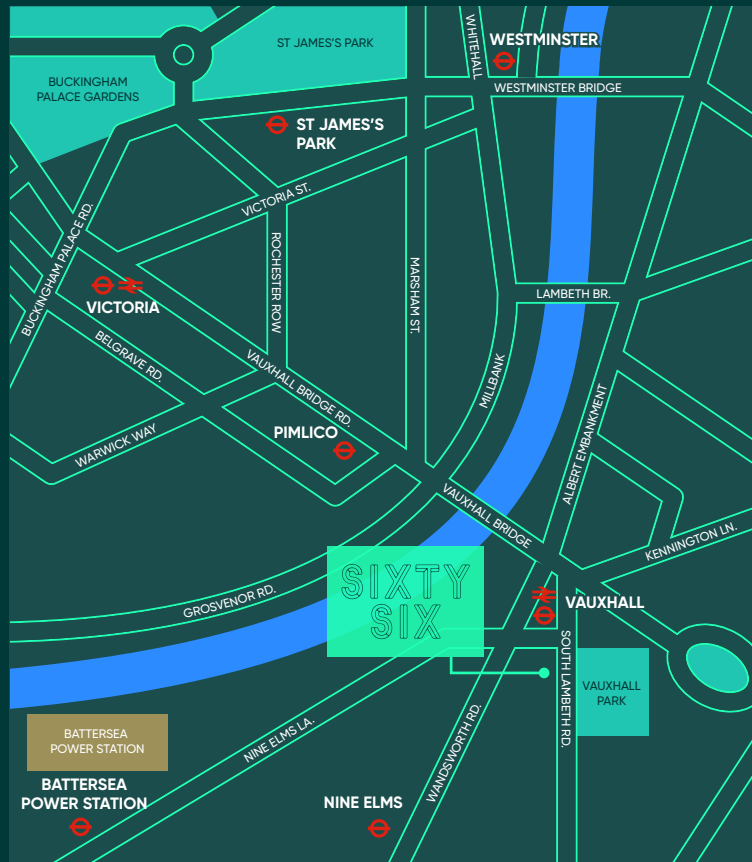 WHITEHALL
WESTMINSTER
ST JAMES'S PARK
BUCKINGHAM
PALACE GARDENS
WESTMINSTER BRIDGE
ST JAMES'S
PARK
VICTORIA ST.
BUCKINGHAM PALACE RD.
ROCHESTER ROW
MARSHAM ST.
VICTORIA
LAMBETH BR.
BELGRAVE RD.
VAUXHALL BRIDGE RD.
MILLBANK
ALBERT EMBANKMENT
WARWICK WAY
PIMLICO
VAUXHALL BRIDGE
KENNINGTON LN.
SIXTY
SIX
GROSVENOR RD.
VAUXHALL
SOUTH LAMBETH RD.
VAUXHALL
PARK
BATTERSEA
POWER STATION
NINE ELMS LA.
WANDSWORTH RD.
BATTERSEA
POWER STATION
NINE ELMS